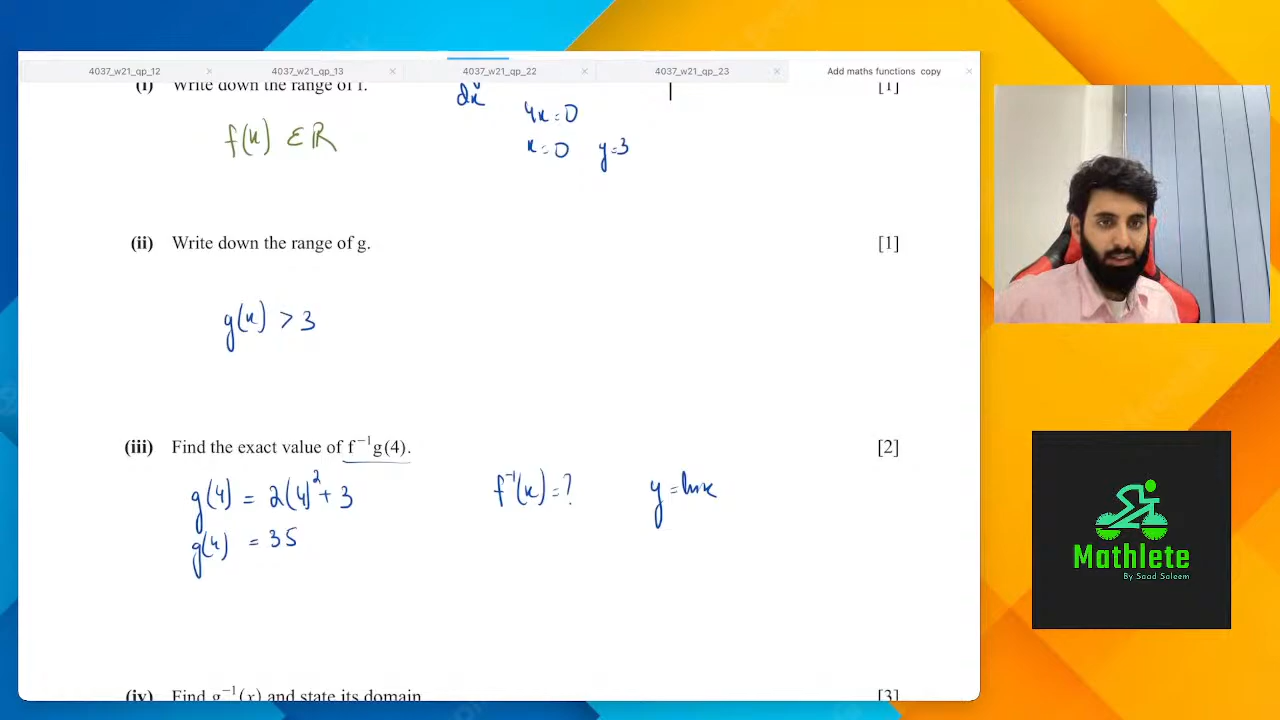 4037_w21_qp_12 × 4037_w21_qp_13 × 4037_w21_qp_22 × 4037_w21_qp_23 × Add maths functions copy ×
(i) Write down the range of f. [1]
dx
4x=0
f(x) ∈ ℝ
x=0 y=3
(ii) Write down the range of g. [1]
g(x) > 3
(iii) Find the exact value of f⁻¹g(4). [2]
g(4) = 2(4)² + 3 f⁻¹(x) = ? y = lnx
g(4) = 35
Mathlete
By Saad Saleem
(iv) Find g⁻¹(x) and state its domain [3]